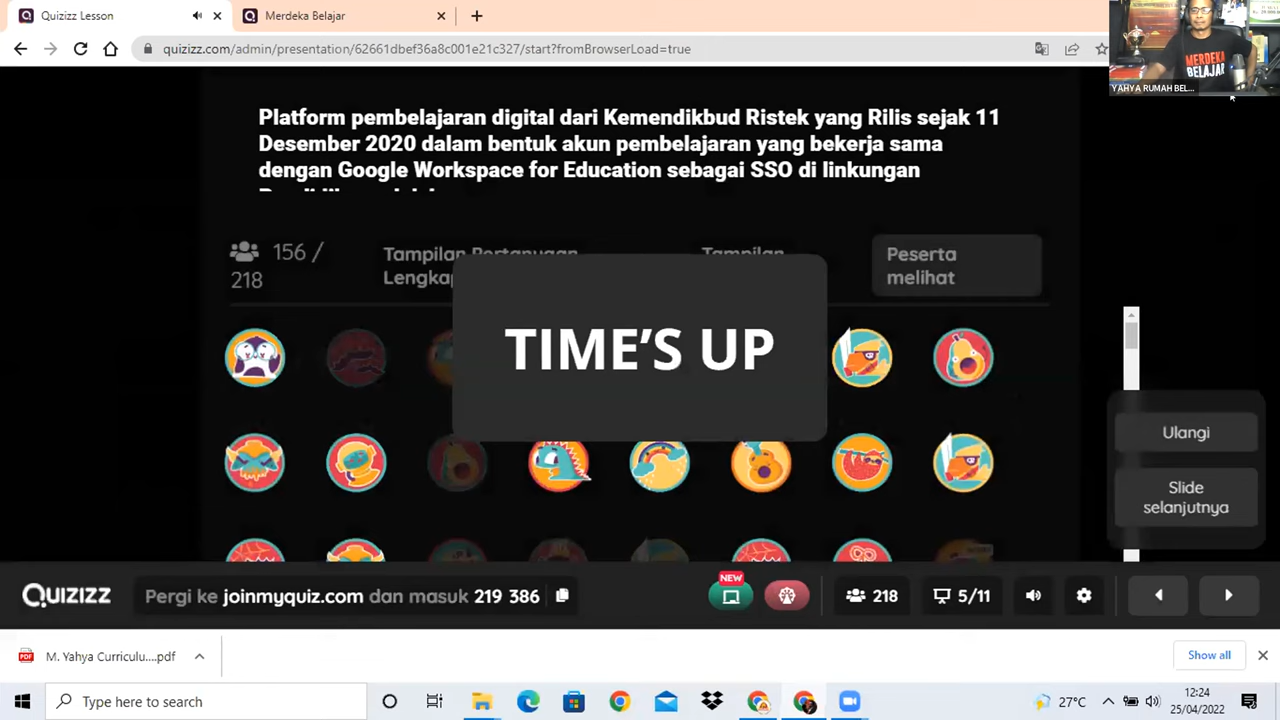 Quizizz Lesson
Merdeka Belajar
quizizz.com/admin/presentation/62661dbef36a8c001e21c327/start?fromBrowserLoad=true
MERDEKA
BELAJAR
YAHYA RUMAH BEL...
Platform pembelajaran digital dari Kemendikbud Ristek yang Rilis sejak 11
Desember 2020 dalam bentuk akun pembelajaran yang bekerja sama
dengan Google Workspace for Education sebagai SSO di linkungan
156 /
218
Tampilan Pertanyaan
Lengkap
Tampilan
Peserta
melihat
TIME'S UP
Ulangi
Slide
selanjutnya
QUIZIZZ
Pergi ke joinmyquiz.com dan masuk 219 386
NEW
218
5/11
M. Yahya Curriculu....pdf
Show all
Type here to search
27°C
12:24
25/04/2022